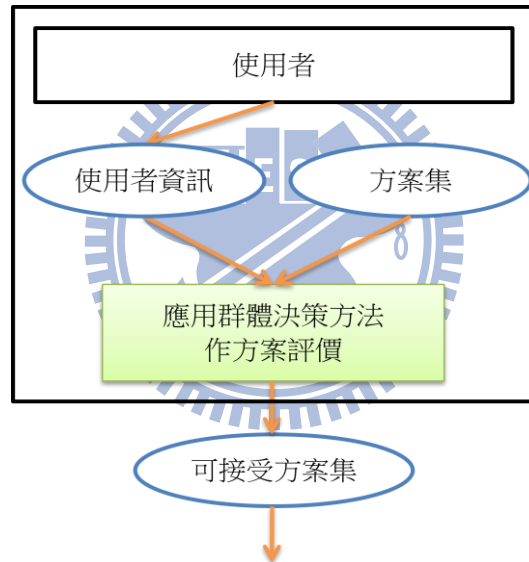 使用者
使用者資訊
方案集
應用群體決策方法
作方案評價
可接受方案集